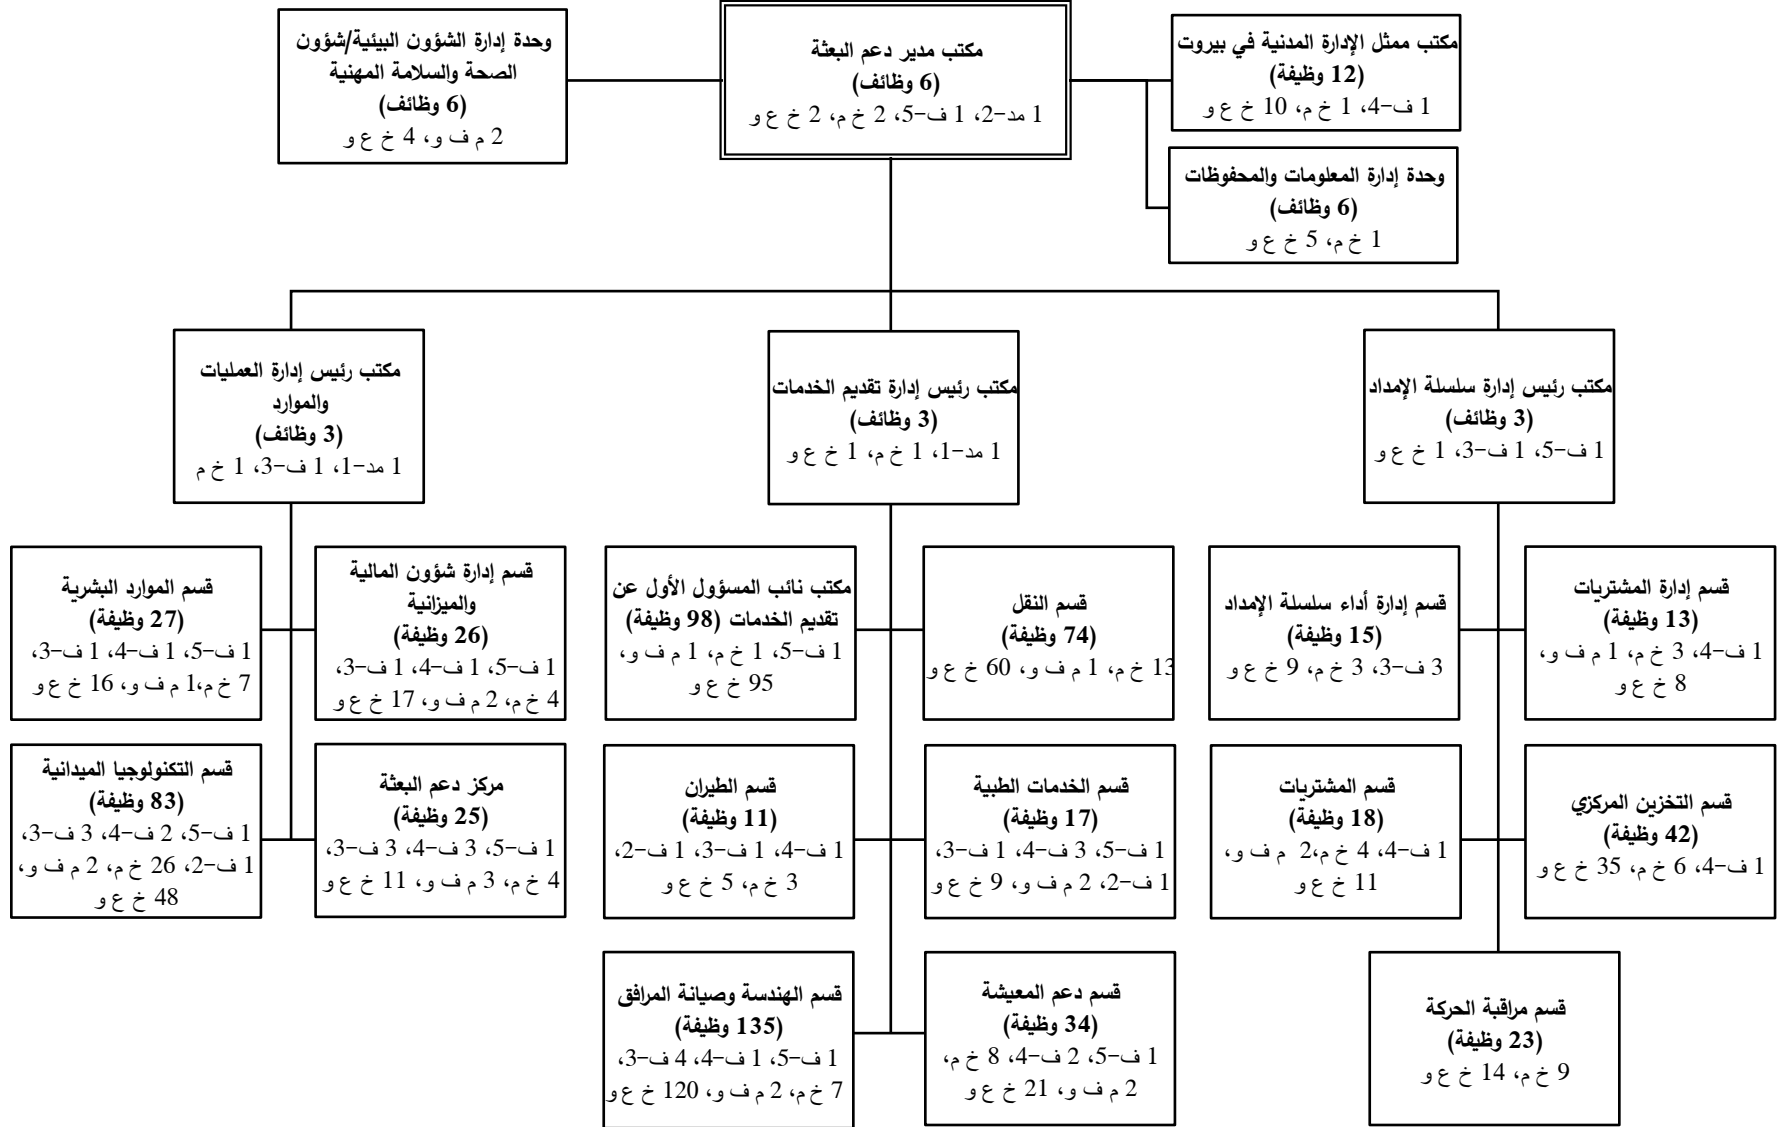 مكتب مدير دعم البعثة
(6 وظائف)
1 مد-2، 1 ف-5، 2 خ م، 2 خ ع و
مكتب ممثل الإدارة المدنية في بيروت
(12 وظيفة)
1 ف-4، 1 خ م، 10 خ ع و
وحدة إدارة الشؤون البيئية/شؤون
الصحة والسلامة المهنية
(6 وظائف)
2 م ف و، 4 خ ع و
وحدة إدارة المعلومات والمحفوظات
(6 وظائف)
1 خ م، 5 خ ع و
مكتب رئيس إدارة سلسلة الإمداد
(3 وظائف)
1 ف-5، 1 ف-3، 1 خ ع و
مكتب رئيس إدارة تقديم الخدمات
(3 وظائف)
1 مد-1، 1 خ م، 1 خ ع و
مكتب رئيس إدارة العمليات
والموارد
(3 وظائف)
1 مد-1، 1 ف-3، 1 خ م
قسم إدارة المشتريات
(13 وظيفة)
1 ف-4، 3 خ م، 1 م ف و،
8 خ ع و
قسم إدارة أداء سلسلة الإمداد
(15 وظيفة)
3 ف-3، 3 خ م، 9 خ ع و
قسم النقل
(74 وظيفة)
13 خ م، 1 م ف و، 60 خ ع و
مكتب نائب المسؤول الأول عن
تقديم الخدمات (98 وظيفة)
1 ف-5، 1 خ م، 1 م ف و،
95 خ ع و
قسم إدارة شؤون المالية
والميزانية
(26 وظيفة)
1 ف-5، 1 ف-4، 1 ف-3،
4 خ م، 2 م ف و، 17 خ ع و
قسم الموارد البشرية
(27 وظيفة)
1 ف-5، 1 ف-4، 1 ف-3،
7 خ م،1 م ف و، 16 خ ع و
قسم التخزين المركزي
(42 وظيفة)
1 ف-4، 6 خ م، 35 خ ع و
قسم المشتريات
(18 وظيفة)
1 ف-4، 4 خ م،2 م ف و،
11 خ ع و
قسم الخدمات الطبية
(17 وظيفة)
1 ف-5، 3 ف-4، 1 ف-3،
1 ف-2، 2 م ف و، 9 خ ع و
قسم الطيران
(11 وظيفة)
1 ف-4، 1 ف-3، 1 ف-2،
3 خ م، 5 خ ع و
مركز دعم البعثة
(25 وظيفة)
1 ف-5، 3 ف-4، 3 ف-3،
4 خ م، 3 م ف و، 11 خ ع و
قسم التكنولوجيا الميدانية
(83 وظيفة)
1 ف-5، 2 ف-4، 3 ف-3،
1 ف-2، 26 خ م، 2 م ف و،
48 خ ع و
قسم مراقبة الحركة
(23 وظيفة)
9 خ م، 14 خ ع و
قسم دعم المعيشة
(34 وظيفة)
1 ف-5، 2 ف-4، 8 خ م،
2 م ف و، 21 خ ع و
قسم الهندسة وصيانة المرافق
(135 وظيفة)
1 ف-5، 1 ف-4، 4 ف-3،
7 خ م، 2 م ف و، 120 خ ع و